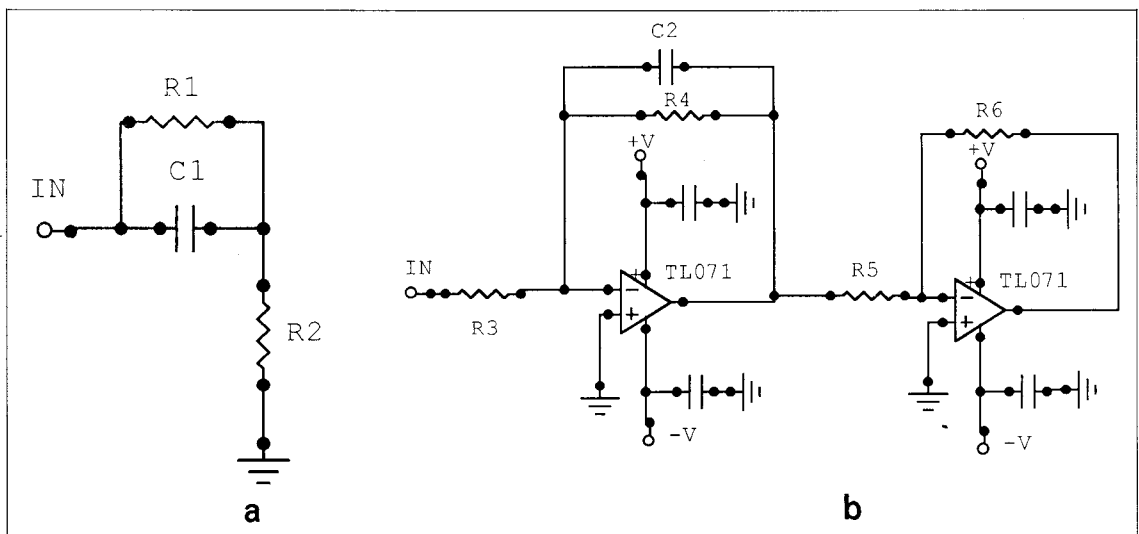 R1
C1
IN
R2
a
C2
R4
+V
TL071
IN
R3
-V
R5
R6
+V
TL071
-V
b